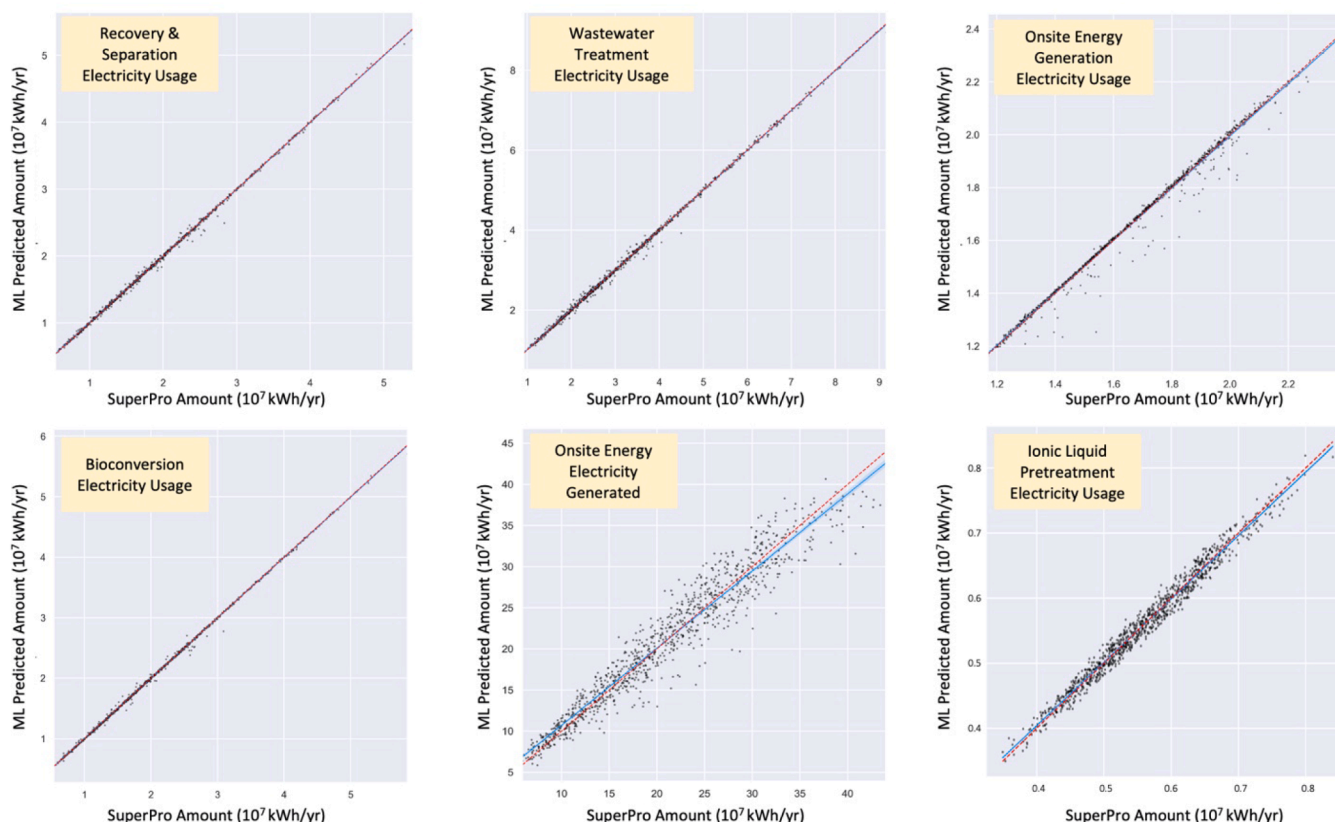 Recovery &
Separation
Electricity Usage
ML Predicted Amount (10⁷ kWh/yr)
5
4
3
2
1
1 2 3 4 5
SuperPro Amount (10⁷ kWh/yr)
Wastewater
Treatment
Electricity Usage
ML Predicted Amount (10⁷ kWh/yr)
8
6
4
2
1 2 3 4 5 6 7 8 9
SuperPro Amount (10⁷ kWh/yr)
Onsite Energy
Generation
Electricity Usage
ML Predicted Amount (10⁷ kWh/yr)
2.4
2.2
2.0
1.8
1.6
1.4
1.2
1.2 1.4 1.6 1.8 2.0 2.2
SuperPro Amount (10⁷ kWh/yr)
Bioconversion
Electricity Usage
ML Predicted Amount (10⁷ kWh/yr)
6
5
4
3
2
1
1 2 3 4 5
SuperPro Amount (10⁷ kWh/yr)
Onsite Energy
Electricity
Generated
ML Predicted Amount (10⁷ kWh/yr)
45
40
35
30
25
20
15
10
5
10 15 20 25 30 35 40
SuperPro Amount (10⁷ kWh/yr)
Ionic Liquid
Pretreatment
Electricity Usage
ML Predicted Amount (10⁷ kWh/yr)
0.8
0.7
0.6
0.5
0.4
0.4 0.5 0.6 0.7 0.8
SuperPro Amount (10⁷ kWh/yr)